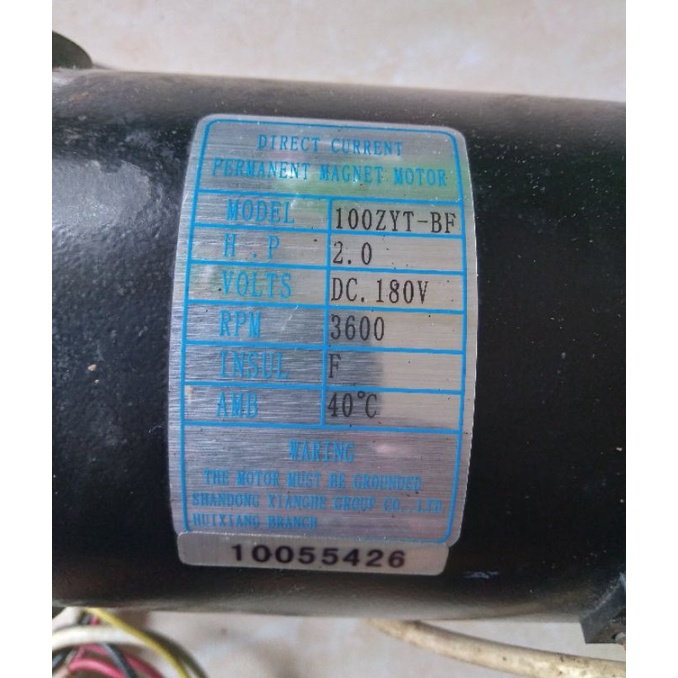 DIRECT CURRENT
PERMANENT MAGNET MOTOR
MODEL 100ZYT-BF
H.P 2.0
VOLTS DC.180V
RPM 3600
INSUL F
AMB 40°C
WARING
THE MOTOR MUST BE GROUNDED
SHANDONG XIANGHE GROUP CO.,LTD
HUIXIANG BRANCH
10055426